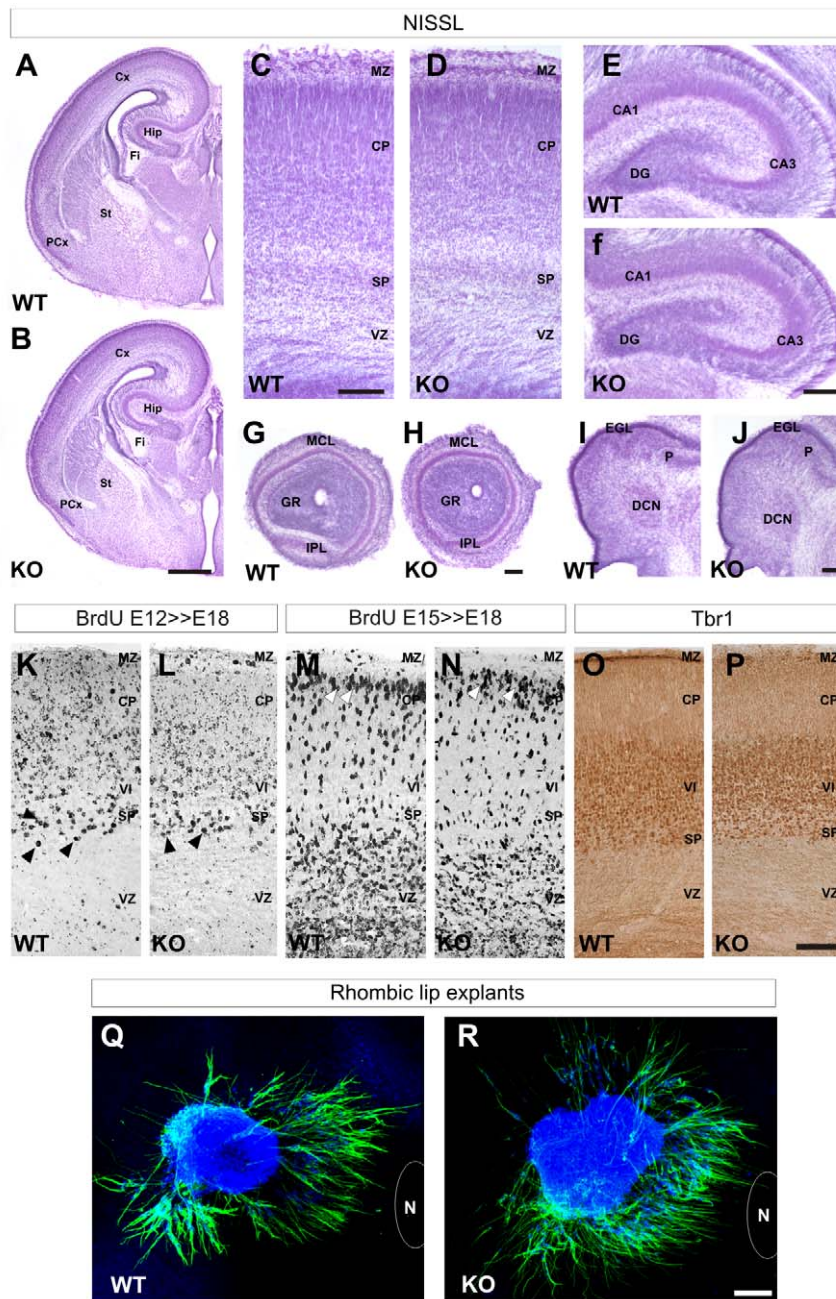 NISSL
A
Cx
Hip
Fi
St
PCx
WT
B
Cx
Hip
Fi
St
PCx
KO
C
WT
D
MZ
CP
SP
VZ
KO
E
CA1
CA3
DG
WT
f
CA1
CA3
DG
KO
G
MCL
GR
IPL
WT
H
MCL
GR
IPL
KO
I
EGL
P
DCN
WT
J
EGL
P
DCN
KO
BrdU E12>>E18
BrdU E15>>E18
Tbr1
K
WT
L
MZ
CP
VI
SP
VZ
KO
M
WT
N
MZ
CP
VI
SP
VZ
KO
MZ
CP
VI
SP
VZ
O
WT
P
MZ
CP
VI
SP
VZ
KO
MZ
CP
VI
SP
VZ
Rhombic lip explants
Q
N
WT
R
N
KO